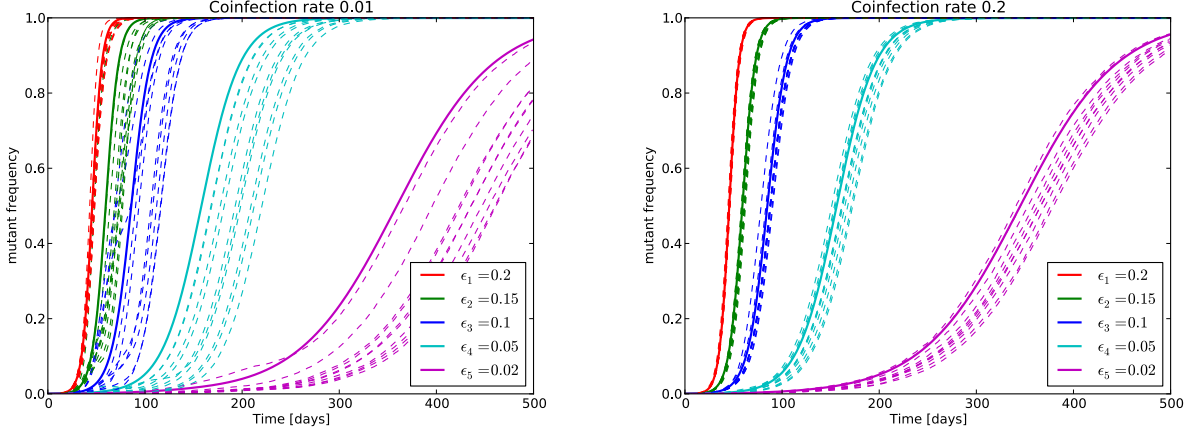 Coinfection rate 0.01
1.0
0.8
0.6
0.4
0.2
0.0
mutant frequency
ϵ₁ = 0.2
ϵ₂ = 0.15
ϵ₃ = 0.1
ϵ₄ = 0.05
ϵ₅ = 0.02
0 100 200 300 400 500
Time [days]
Coinfection rate 0.2
1.0
0.8
0.6
0.4
0.2
0.0
mutant frequency
ϵ₁ = 0.2
ϵ₂ = 0.15
ϵ₃ = 0.1
ϵ₄ = 0.05
ϵ₅ = 0.02
0 100 200 300 400 500
Time [days]